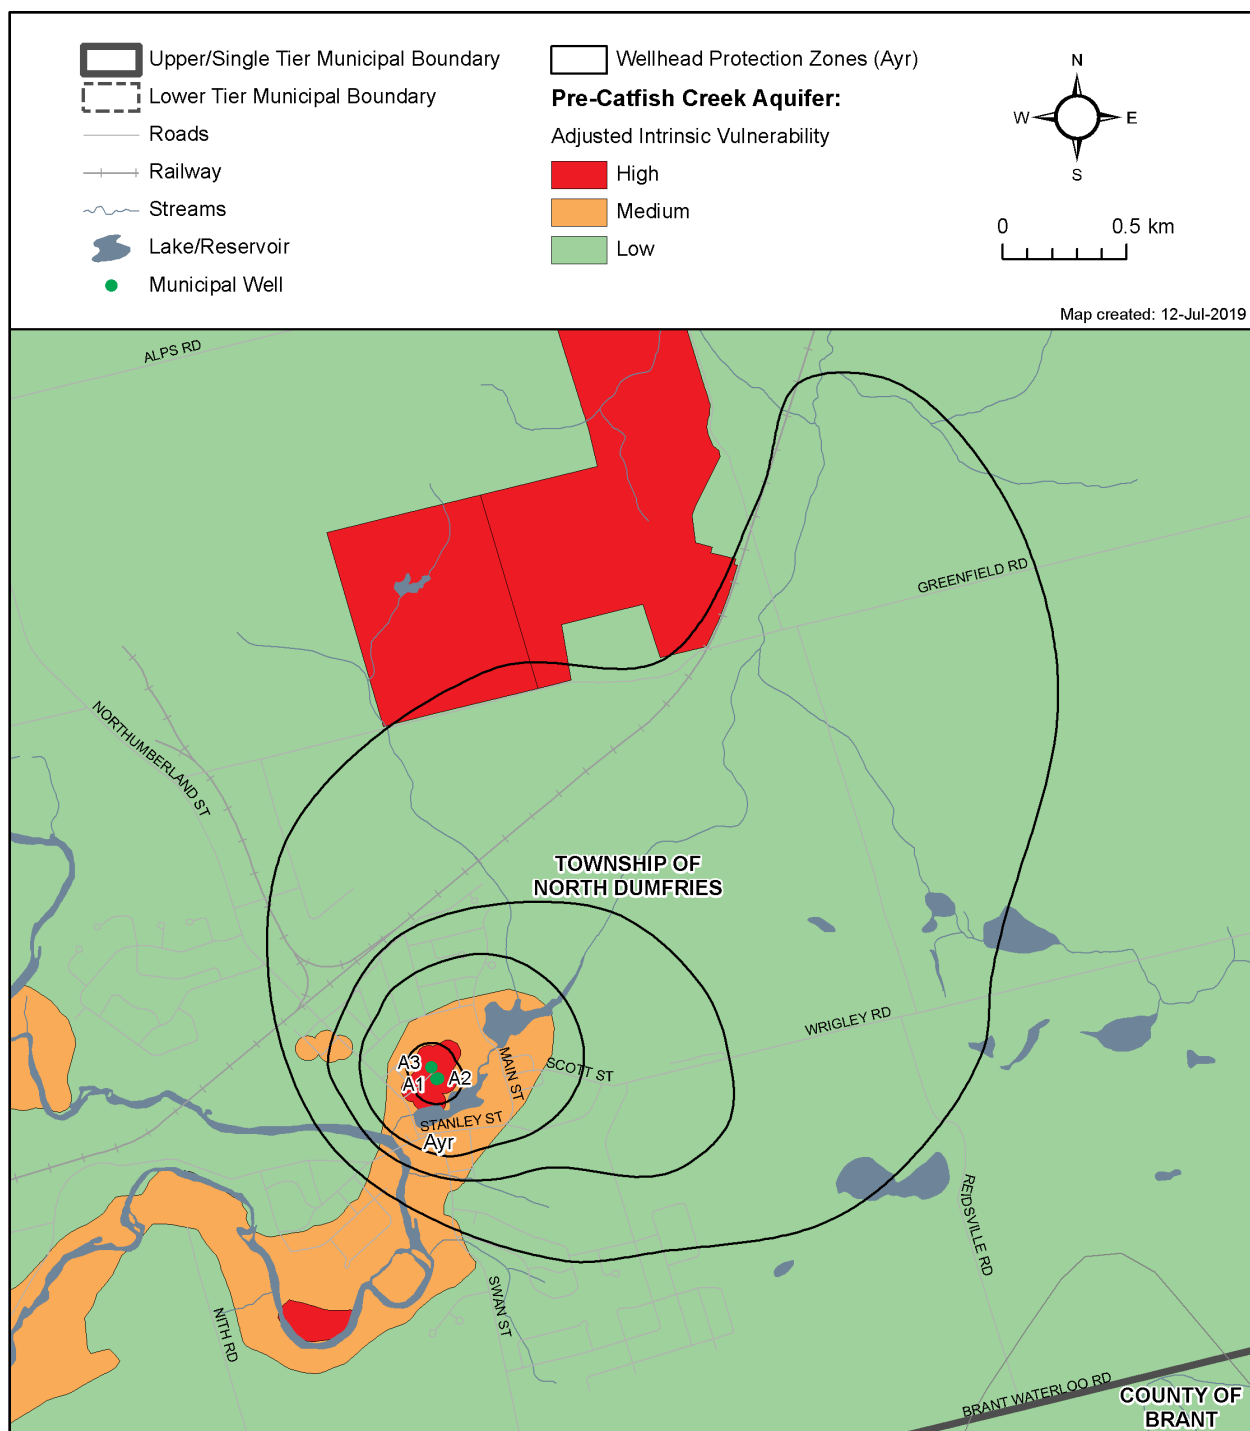 Upper/Single Tier Municipal Boundary
Lower Tier Municipal Boundary
Roads
Railway
Streams
Lake/Reservoir
Municipal Well
Wellhead Protection Zones (Ayr)
Pre-Catfish Creek Aquifer:
Adjusted Intrinsic Vulnerability
High
Medium
Low
N
W E
S
0 0.5 km
Map created: 12-Jul-2019
ALPS RD
GREENFIELD RD
NORTHUMBERLAND ST
TOWNSHIP OF
NORTH DUMFRIES
WRIGLEY RD
A3
A1
A2
MAIN ST
SCOTT ST
STANLEY ST
Ayr
REIDSVILLE RD
SWAN ST
NITH RD
BRANT WATERLOO RD
COUNTY OF
BRANT